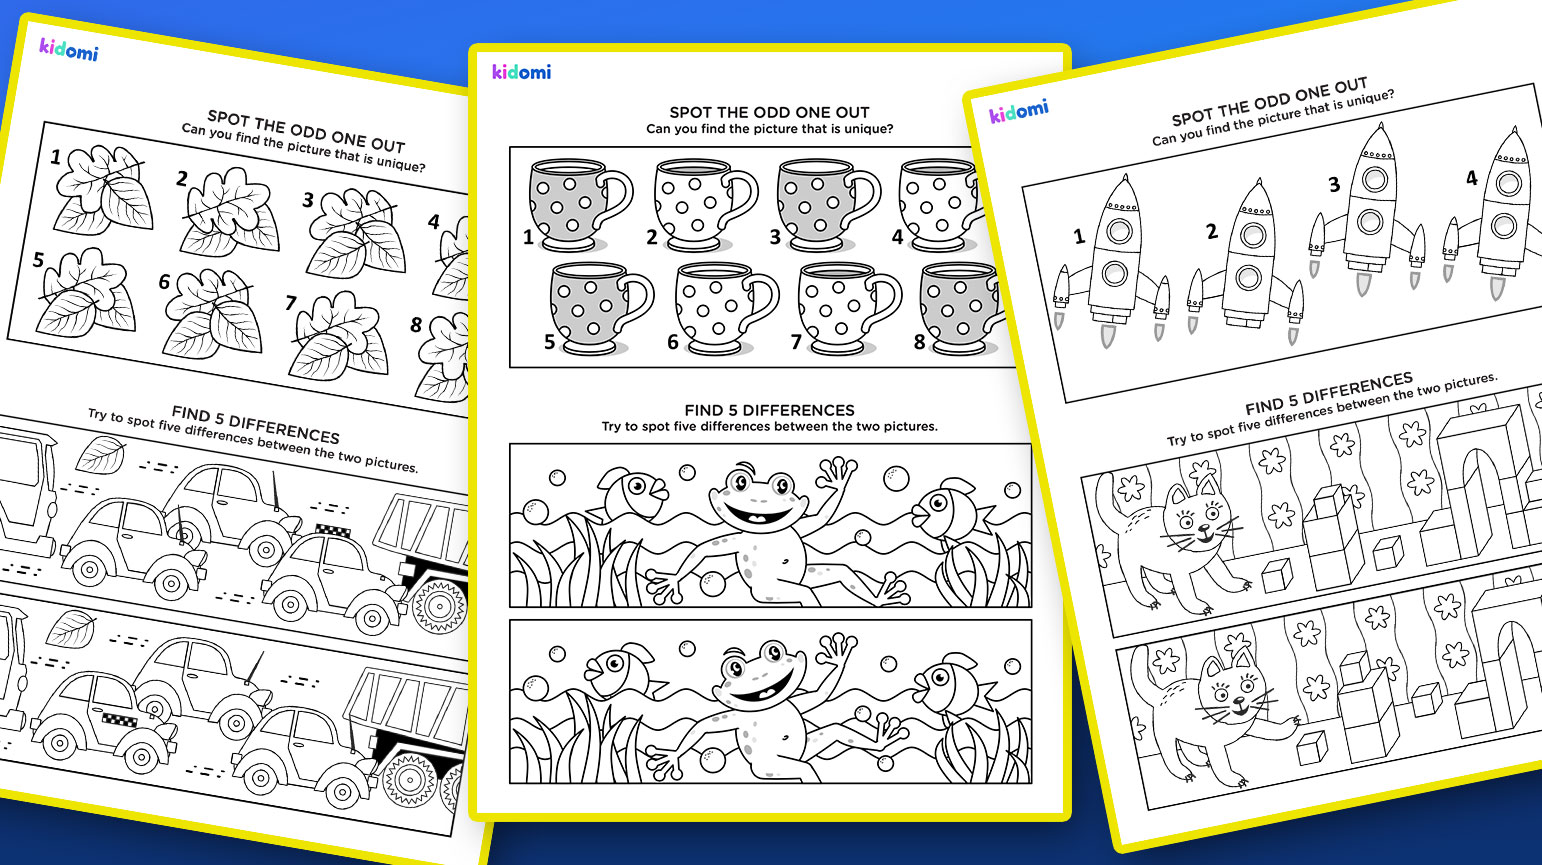 kidomi
SPOT THE ODD ONE OUT
Can you find the picture that is unique?
1
2
3
4
5
6
7
8
FIND 5 DIFFERENCES
Try to spot five differences between the two pictures.
kidomi
SPOT THE ODD ONE OUT
Can you find the picture that is unique?
1
2
3
4
5
6
7
8
FIND 5 DIFFERENCES
Try to spot five differences between the two pictures.
kidomi
SPOT THE ODD ONE OUT
Can you find the picture that is unique?
1
2
3
4
FIND 5 DIFFERENCES
Try to spot five differences between the two pictures.